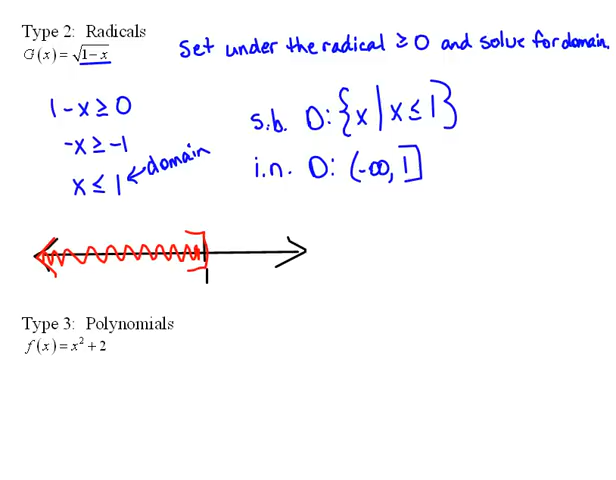 Type 2: Radicals
G(x) = √1−x
Set under the radical ≥ 0 and solve for domain.
1−x ≥ 0
−x ≥ −1
x ≤ 1 ← domain
s.b. D: {x | x ≤ 1}
i.n. D: (−∞, 1]
1
Type 3: Polynomials
f(x) = x² + 2